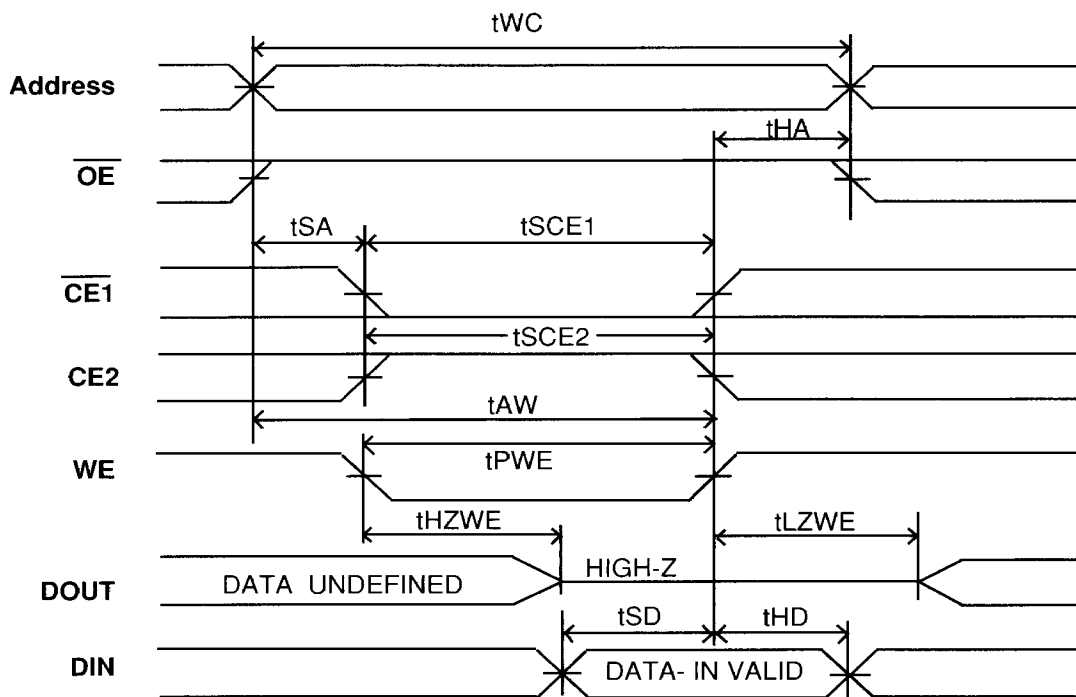 tWC
Address
tHA
OE
tSA tSCE1
CE1
tSCE2
CE2
tAW
WE
tPWE
tHZWE tLZWE
HIGH-Z
DOUT DATA UNDEFINED
tSD tHD
DIN DATA- IN VALID